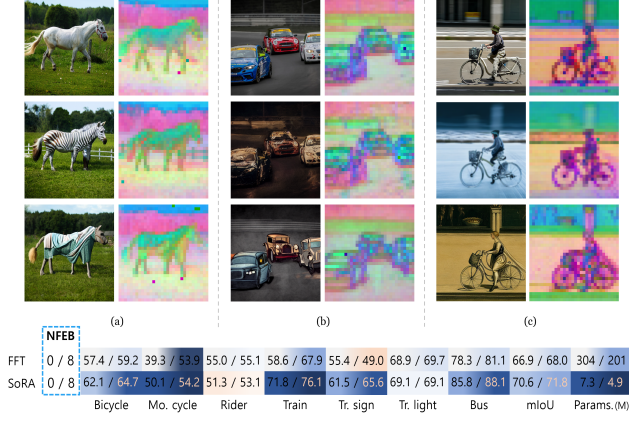 (a) (b) (c)
NFEB
FFT 0 / 8 57.4 / 59.2 39.3 / 53.9 55.0 / 55.1 58.6 / 67.9 55.4 / 49.0 68.9 / 69.7 78.3 / 81.1 66.9 / 68.0 304 / 201
SoRA 0 / 8 62.1 / 64.7 50.1 / 54.2 51.3 / 53.1 71.8 / 76.1 61.5 / 65.6 69.1 / 69.1 85.8 / 88.1 70.6 / 71.8 7.3 / 4.9
Bicycle Mo. cycle Rider Train Tr. sign Tr. light Bus mIoU Params.(M)